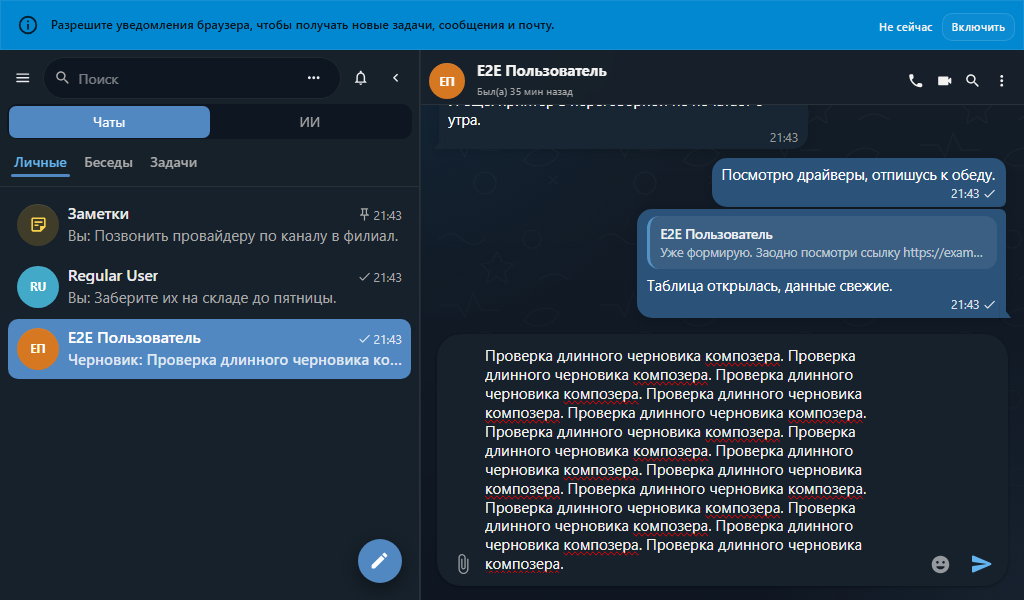 Разрешите уведомления браузера, чтобы получать новые задачи, сообщения и почту.
Не сейчас
Включить
Поиск
Чаты
ИИ
Личные
Беседы
Задачи
Заметки
21:43
Вы: Позвонить провайдеру по каналу в филиал.
RU
Regular User
21:43
Вы: Заберите их на складе до пятницы.
ЕП
E2E Пользователь
21:43
Черновик: Проверка длинного черновика ко...
ЕП
E2E Пользователь
Был(а) 35 мин назад
утра.
21:43
Посмотрю драйверы, отпишусь к обеду.
21:43
E2E Пользователь
Уже формирую. Заодно посмотри ссылку https://exam...
Таблица открылась, данные свежие.
21:43
Проверка длинного черновика композера. Проверка
длинного черновика композера. Проверка длинного
черновика композера. Проверка длинного черновика
композера. Проверка длинного черновика композера.
Проверка длинного черновика композера. Проверка
длинного черновика композера. Проверка длинного
черновика композера. Проверка длинного черновика
композера. Проверка длинного черновика композера.
Проверка длинного черновика композера. Проверка
длинного черновика композера. Проверка длинного
черновика композера. Проверка длинного черновика
композера.